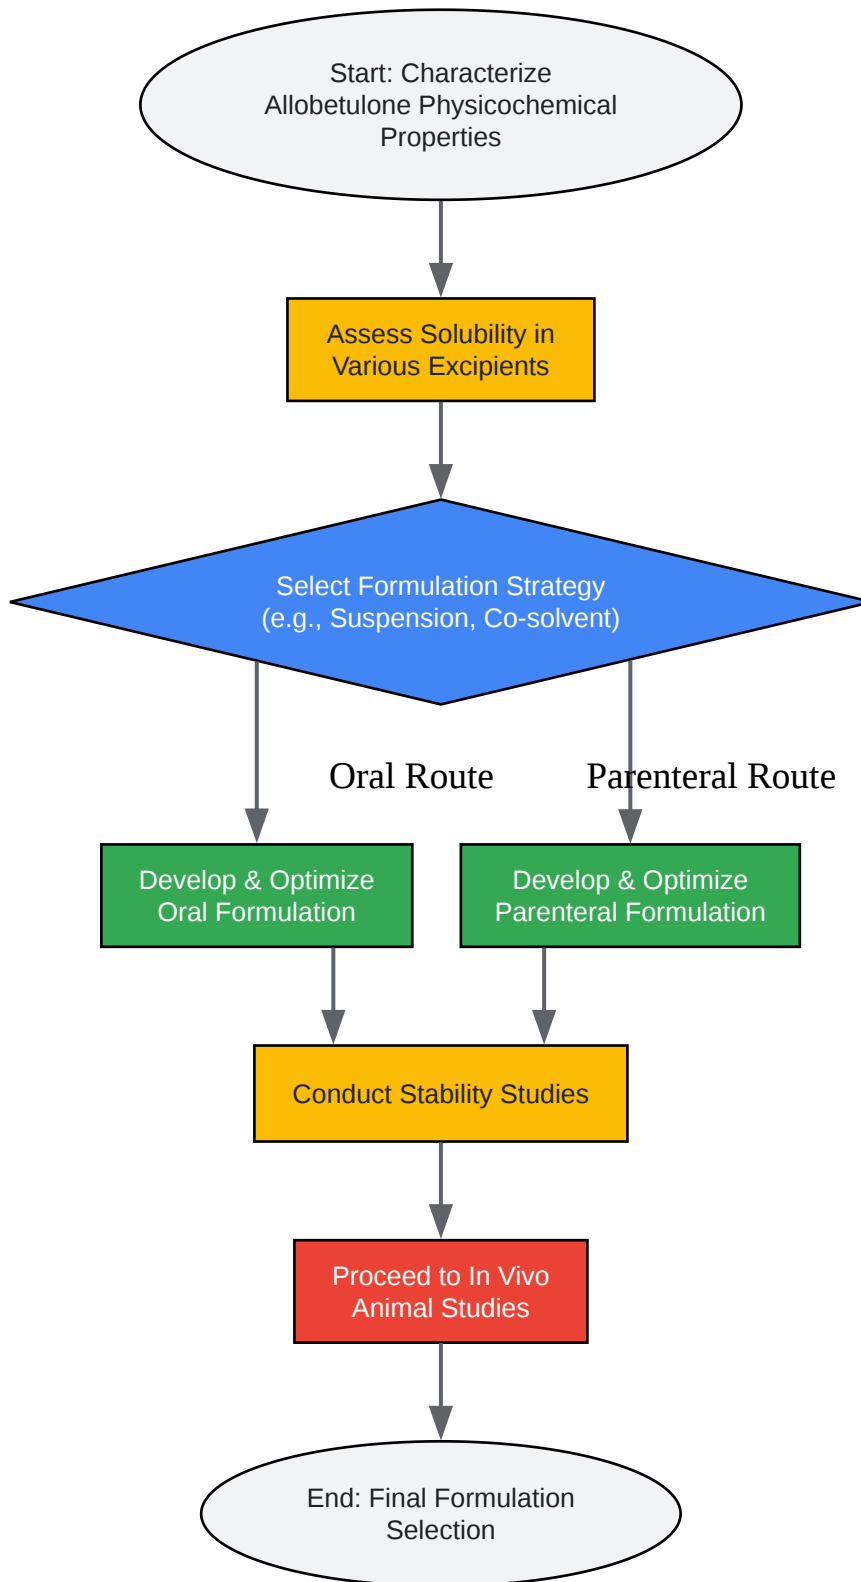 Start: Characterize
Allobetulone Physicochemical
Properties
Assess Solubility in
Various Excipients
Select Formulation Strategy
(e.g., Suspension, Co-solvent)
Oral Route
Parenteral Route
Develop & Optimize
Oral Formulation
Develop & Optimize
Parenteral Formulation
Conduct Stability Studies
Proceed to In Vivo
Animal Studies
End: Final Formulation
Selection